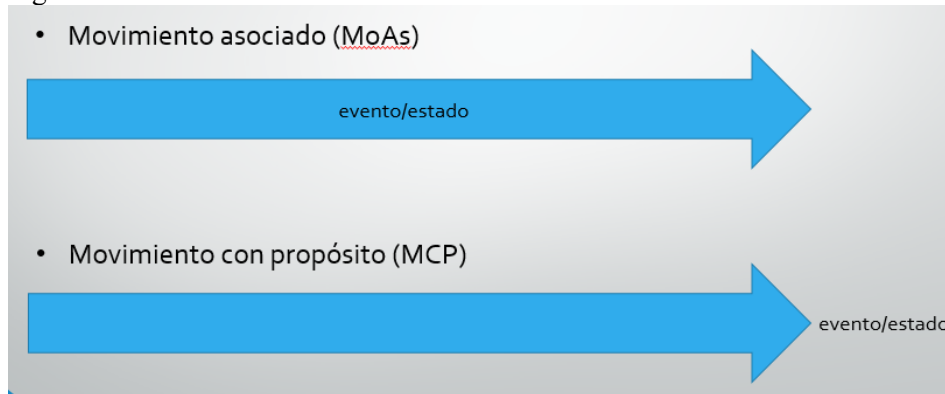 • Movimiento asociado (MoAs)
evento/estado
• Movimiento con propósito (MCP)
evento/estado